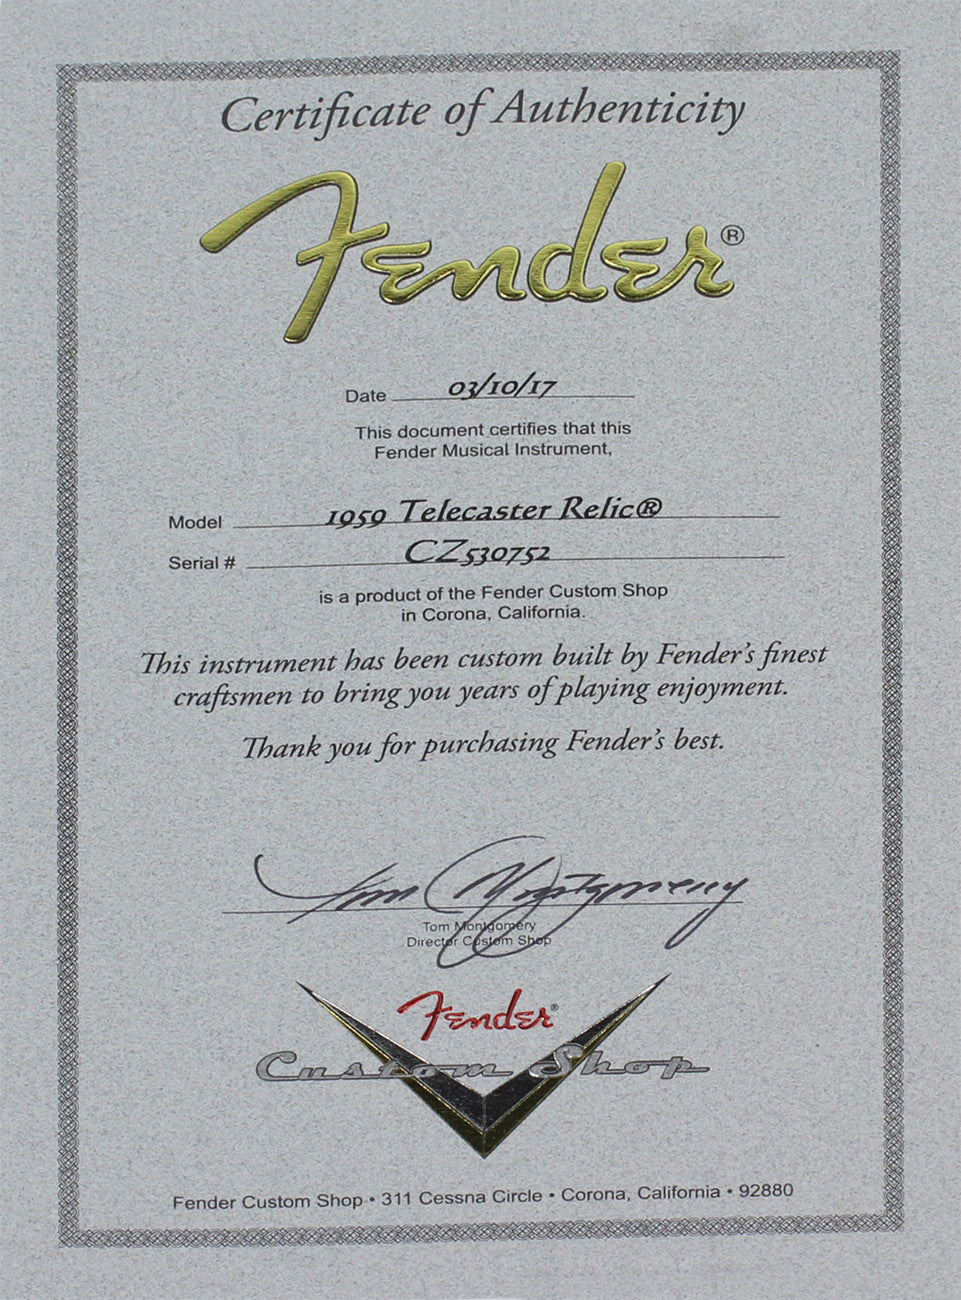 Certificate of Authenticity
Fender®
Date 03/10/17
This document certifies that this
Fender Musical Instrument,
Model 1959 Telecaster Relic®
Serial # CZ530752
is a product of the Fender Custom Shop
in Corona, California.
This instrument has been custom built by Fender's finest
craftsmen to bring you years of playing enjoyment.
Thank you for purchasing Fender's best.
Tom Montgomery
Tom Montgomery
Director Custom Shop
Fender®
Custom Shop
Fender Custom Shop • 311 Cessna Circle • Corona, California • 92880